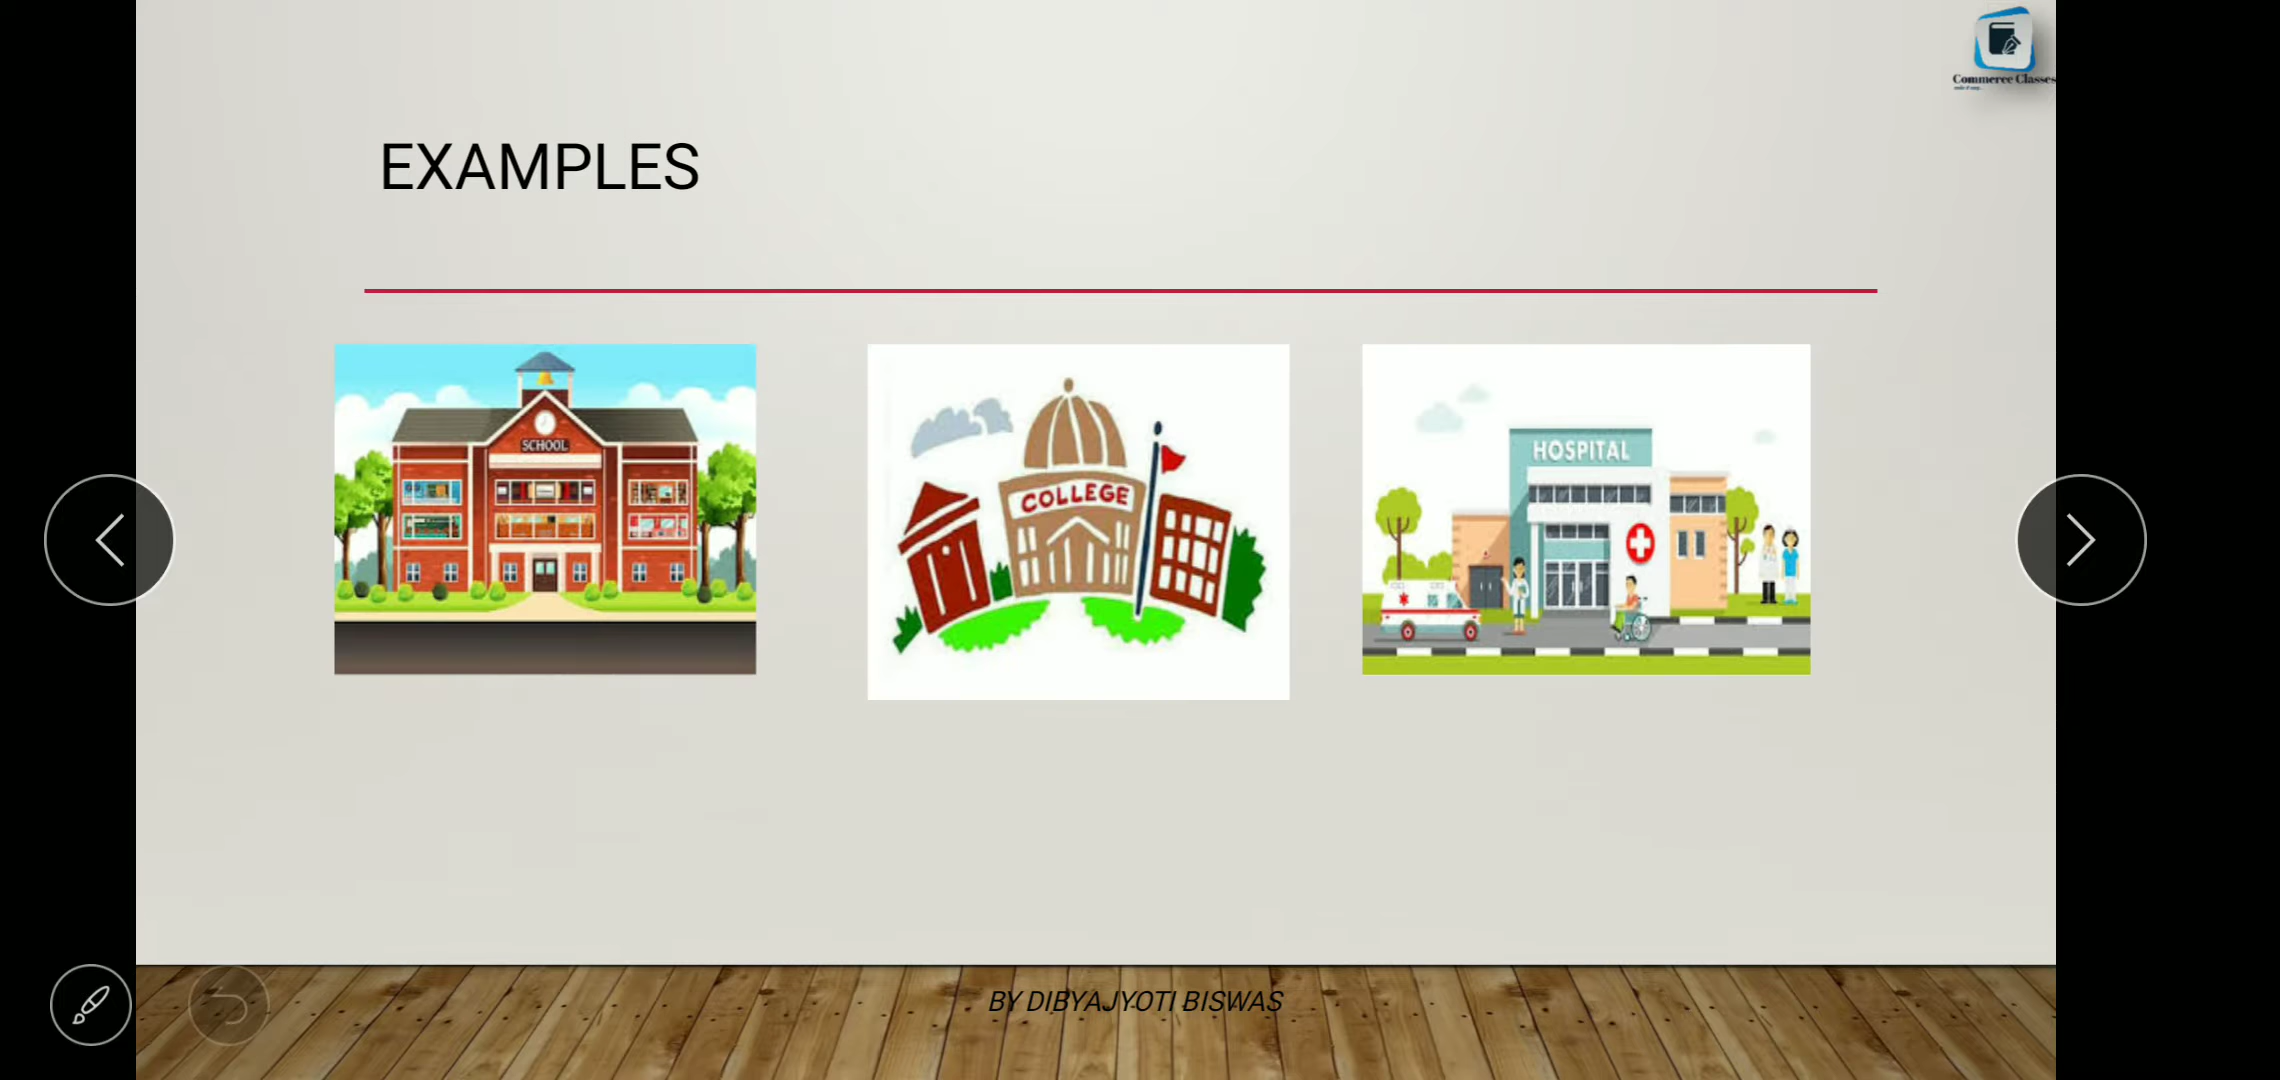 Commerce Classes
EXAMPLES
SCHOOL
COLLEGE
HOSPITAL
BY DIBYAJYOTI BISWAS